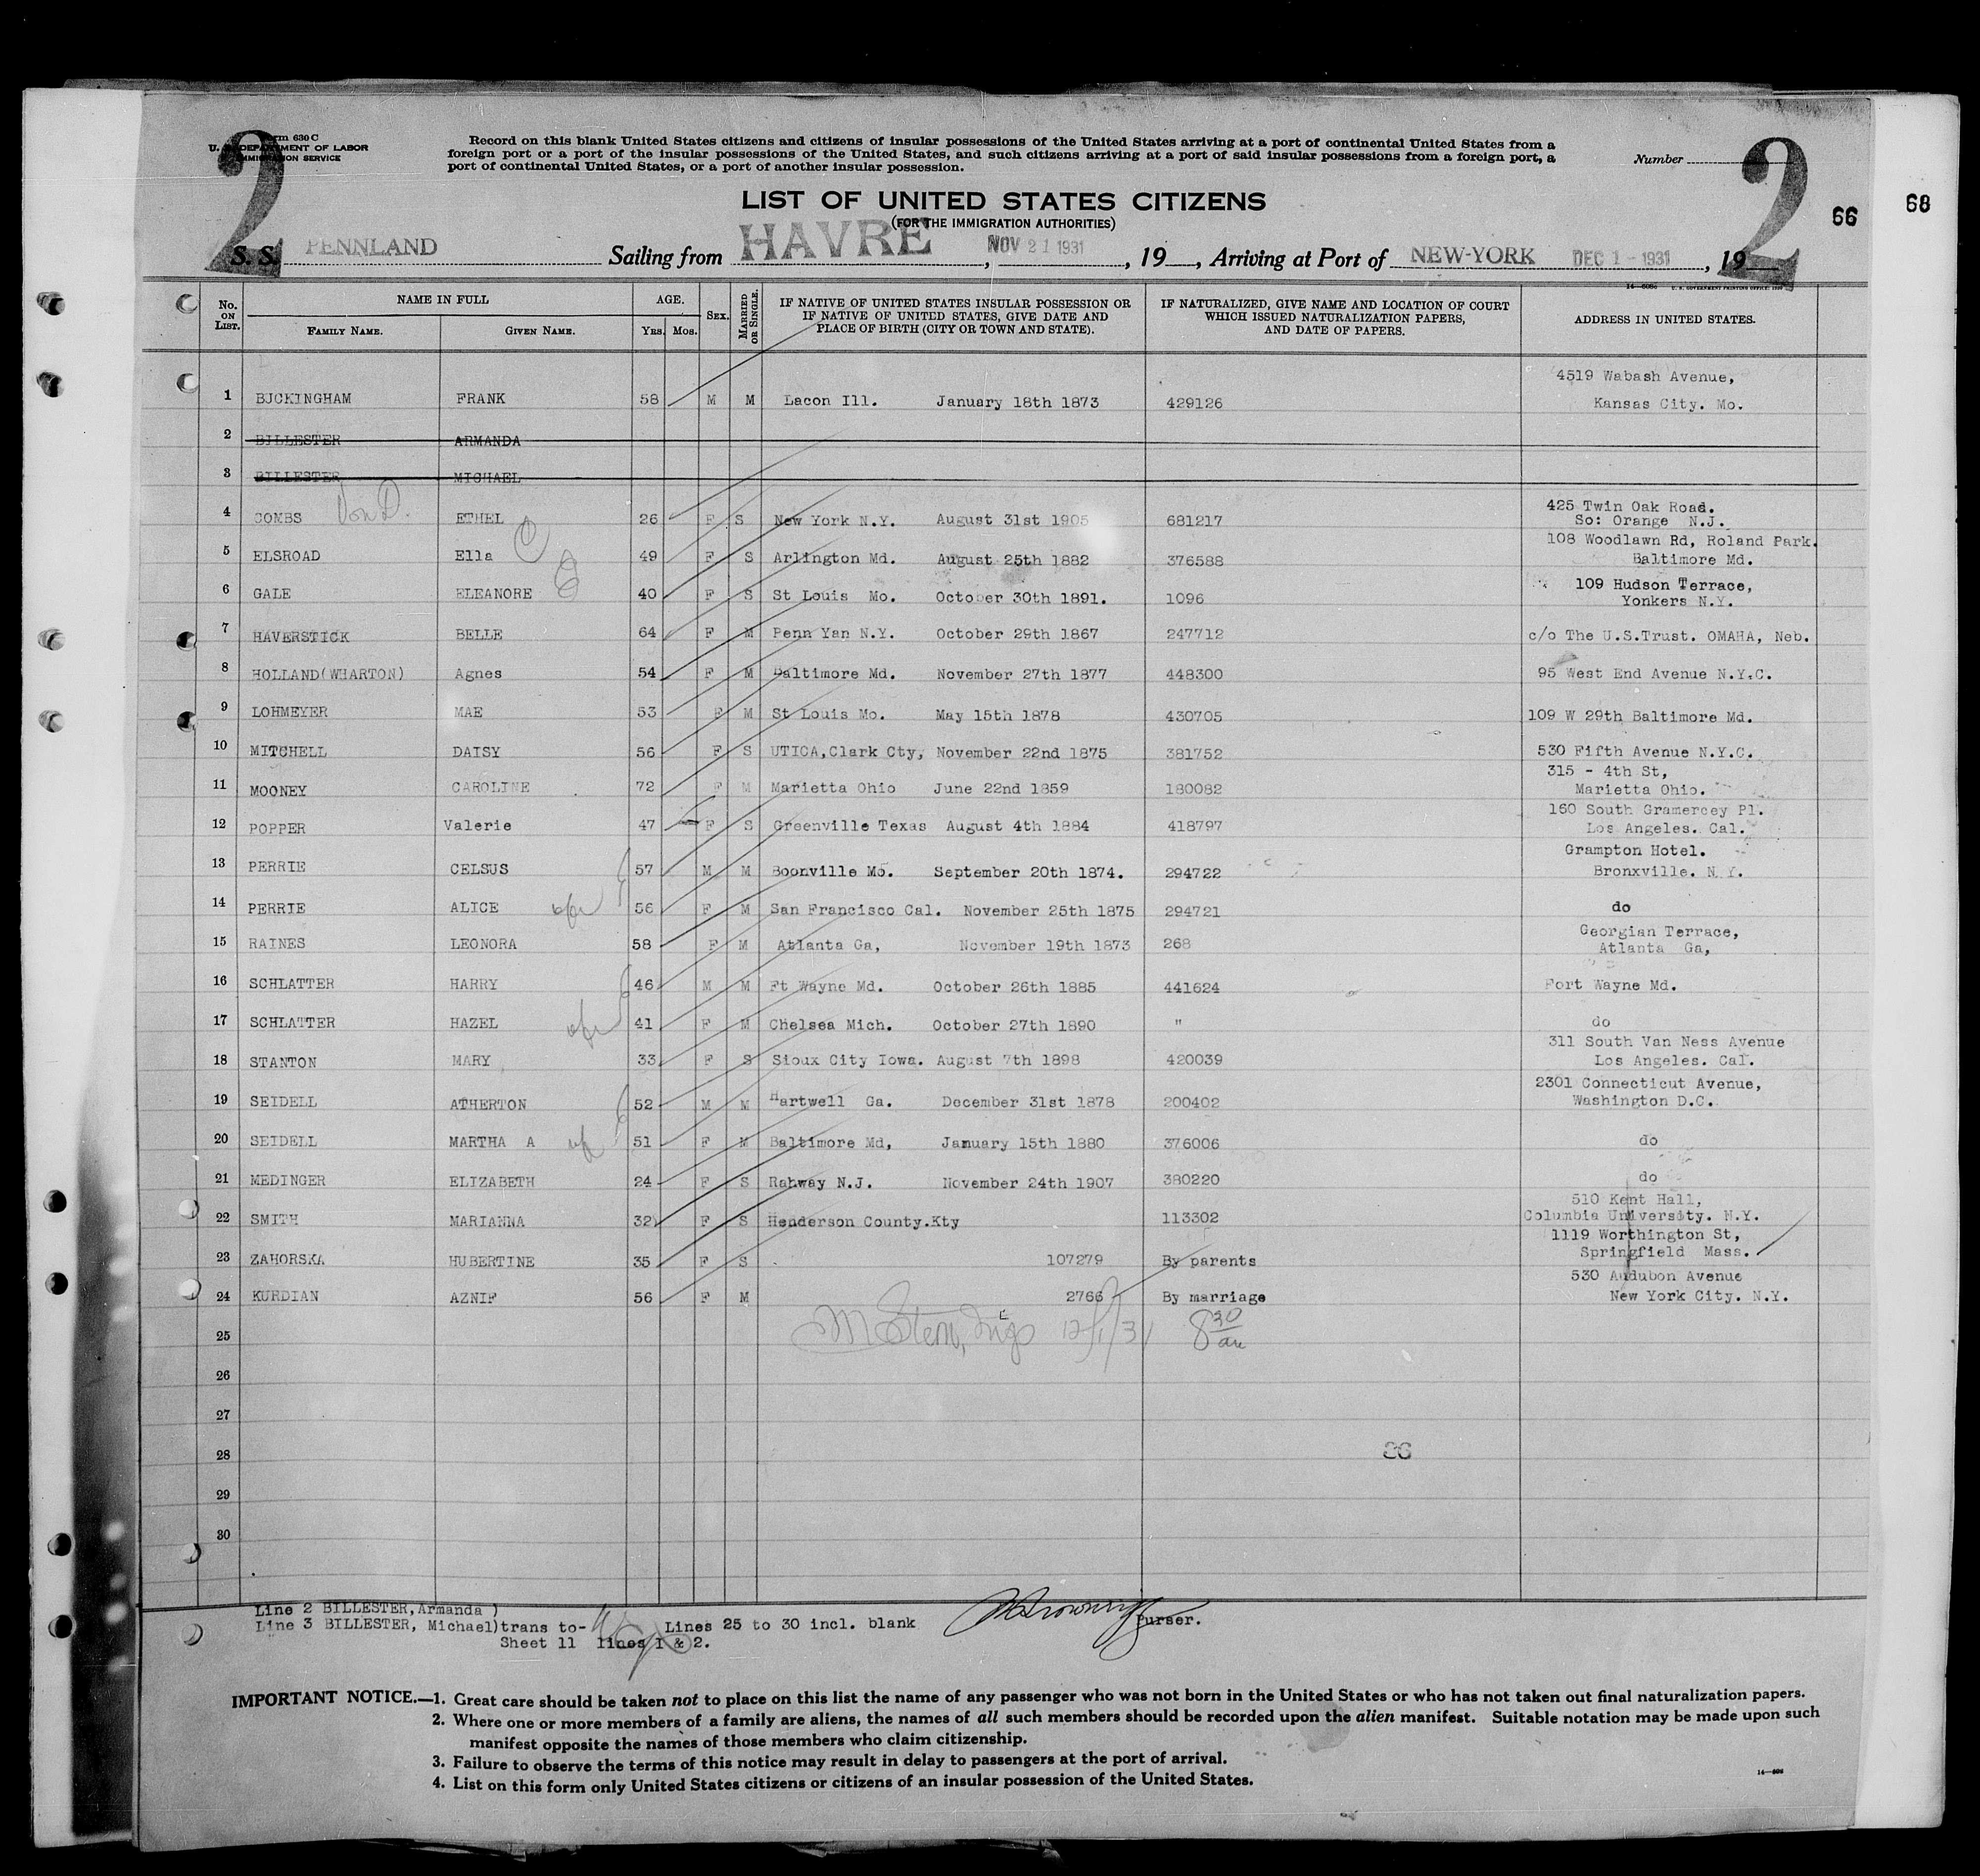 Form 630 C
U. S. DEPARTMENT OF LABOR
IMMIGRATION SERVICE
2
Record on this blank United States citizens and citizens of insular possessions of the United States arriving at a port of continental United States from a
foreign port or a port of the insular possessions of the United States, and such citizens arriving at a port of said insular possessions from a foreign port, a
port of continental United States, or a port of another insular possession.
Number
2
66
68
LIST OF UNITED STATES CITIZENS
(FOR THE IMMIGRATION AUTHORITIES)
S. S. PENNLAND Sailing from HAVRE, NOV 21 1931, 19__, Arriving at Port of NEW-YORK DEC 1 - 1931, 19__
No. ON LIST. NAME IN FULL AGE. SEX. MARRIED OR SINGLE. IF NATIVE OF UNITED STATES INSULAR POSSESSION OR IF NATIVE OF UNITED STATES, GIVE DATE AND PLACE OF BIRTH (CITY OR TOWN AND STATE). IF NATURALIZED, GIVE NAME AND LOCATION OF COURT WHICH ISSUED NATURALIZATION PAPERS, AND DATE OF PAPERS. ADDRESS IN UNITED STATES.
FAMILY NAME. GIVEN NAME. YRS. MOS.
4519 Wabash Avenue,
1 BUCKINGHAM FRANK 58 M M Lacon Ill. January 18th 1873 429126 Kansas City. Mo.
2 BILLESTER ARMANDA
3 BILLESTER MICHAEL
425 Twin Oak Road.
4 COMBS ETHEL 26 F S New York N.Y. August 31st 1905 681217 So: Orange N.J.
108 Woodlawn Rd, Roland Park.
5 ELSROAD Ella 49 F S Arlington Md. August 25th 1882 376588 Baltimore Md.
109 Hudson Terrace,
6 GALE ELEANORE 40 F S St Louis Mo. October 30th 1891. 1096 Yonkers N.Y.
7 HAVERSTICK BELLE 64 F M Penn Yan N.Y. October 29th 1867 247712 c/o The U.S.Trust. OMAHA, Neb.
8 HOLLAND(WHARTON) Agnes 54 F M Baltimore Md. November 27th 1877 448300 95 West End Avenue N.Y.C.
9 LOHMEYER MAE 53 F M St Louis Mo. May 15th 1878 430705 109 W 29th Baltimore Md.
10 MITCHELL DAISY 56 F S UTICA,Clark Cty, November 22nd 1875 381752 530 Fifth Avenue N.Y.C.
315 - 4th St,
11 MOONEY CAROLINE 72 F M Marietta Ohio June 22nd 1859 180082 Marietta Ohio.
160 South Gramercey Pl.
12 POPPER Valerie 47 F S Greenville Texas August 4th 1884 418797 Los Angeles. Cal.
Grampton Hotel.
13 PERRIE CELSUS 57 M M Boonville Mo. September 20th 1874. 294722 Bronxville. N.Y.
14 PERRIE ALICE 56 F M San Francisco Cal. November 25th 1875 294721 do
Georgian Terrace,
15 RAINES LEONORA 58 F M Atlanta Ga, November 19th 1873 268 Atlanta Ga,
16 SCHLATTER HARRY 46 M M Ft Wayne Md. October 26th 1885 441624 Fort Wayne Md.
17 SCHLATTER HAZEL 41 F M Chelsea Mich. October 27th 1890 " do
311 South Van Ness Avenue
18 STANTON MARY 33 F S Sioux City Iowa. August 7th 1898 420039 Los Angeles. Cal.
2301 Connecticut Avenue,
19 SEIDELL ATHERTON 52 M M Hartwell Ga. December 31st 1878 200402 Washington D.C.
20 SEIDELL MARTHA A 51 F M Baltimore Md, January 15th 1880 376006 do
21 MEDINGER ELIZABETH 24 F S Rahway N.J. November 24th 1907 380220 do
510 Kent Hall,
22 SMITH MARIANNA 32 F S Henderson County.Kty 113302 Columbia University. N.Y.
1119 Worthington St,
23 ZAHORSKA HUBERTINE 35 F S 107279 By parents Springfield Mass.
530 Audubon Avenue
24 KURDIAN AZNIF 56 F M 2766 By marriage New York City. N.Y.
25 M Stern, Insp 12/1/31 8 30 am
26
27
28
29
30
Line 2 BILLESTER,Armanda )
Line 3 BILLESTER, Michael)trans to- Lines 25 to 30 incl. blank Purser.
Sheet 11 lines I & 2.
IMPORTANT NOTICE.—1. Great care should be taken not to place on this list the name of any passenger who was not born in the United States or who has not taken out final naturalization papers.
2. Where one or more members of a family are aliens, the names of all such members should be recorded upon the alien manifest. Suitable notation may be made upon such
manifest opposite the names of those members who claim citizenship.
3. Failure to observe the terms of this notice may result in delay to passengers at the port of arrival.
4. List on this form only United States citizens or citizens of an insular possession of the United States.